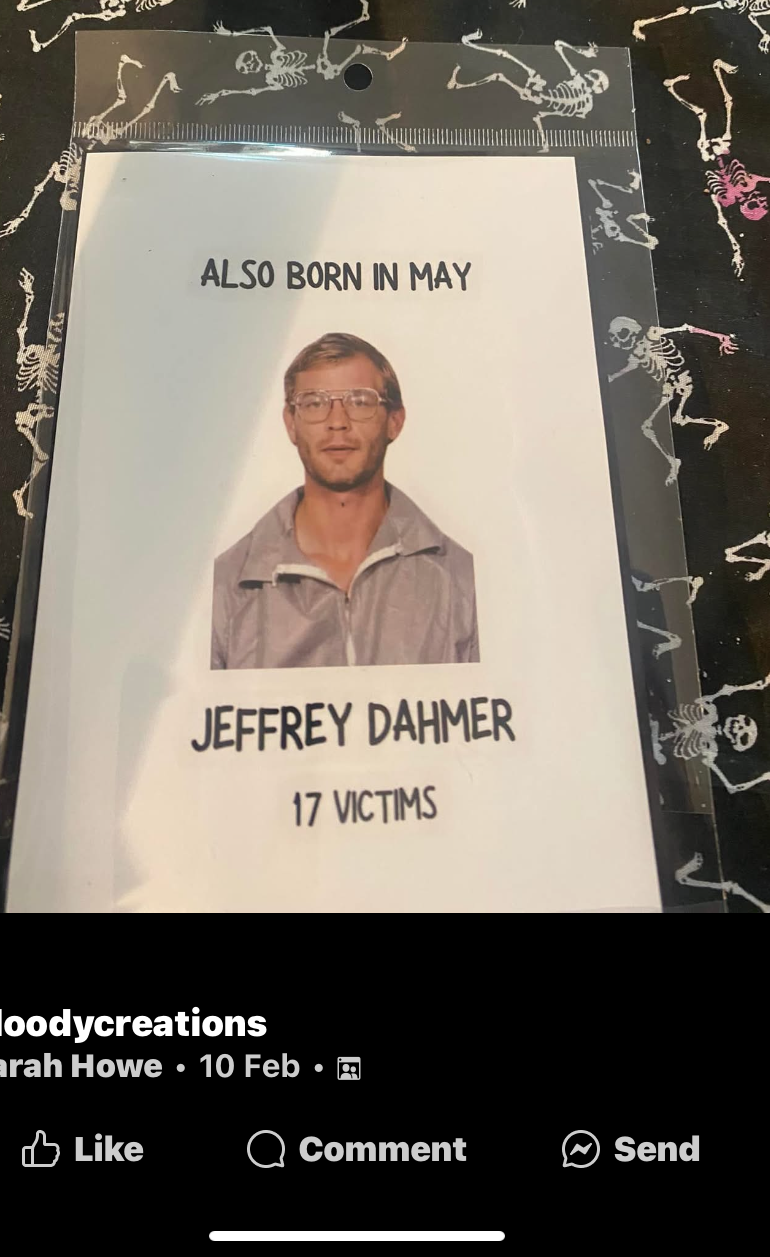 ALSO BORN IN MAY
JEFFREY DAHMER
17 VICTIMS
loodycreations
arah Howe • 10 Feb •
Like Comment Send